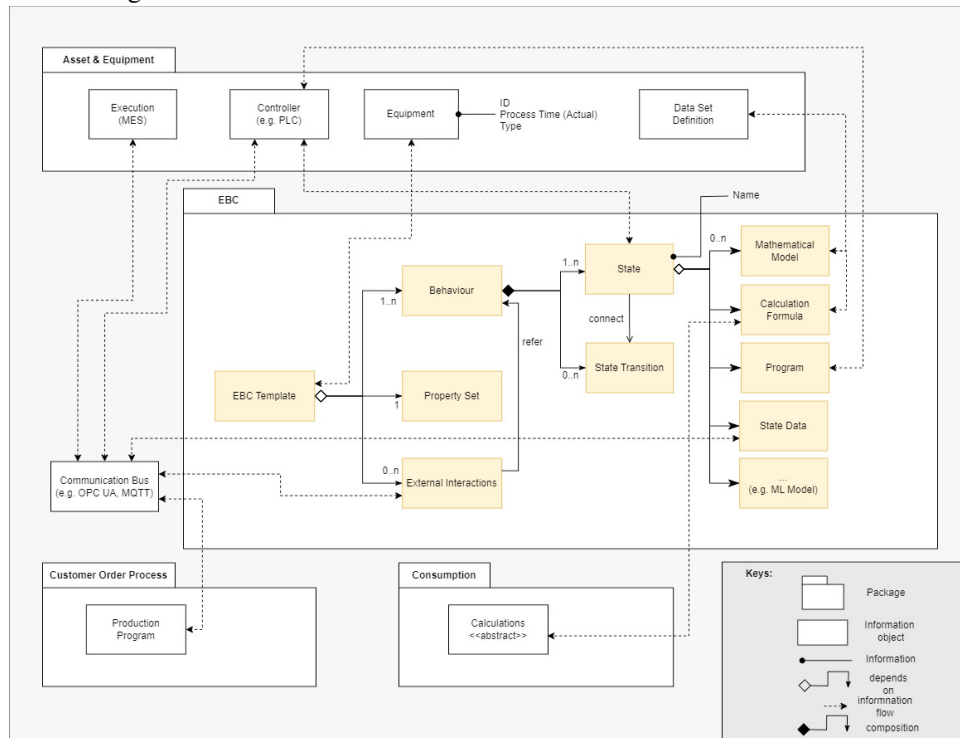 Asset & Equipment
Execution
(MES)
Controller
(e.g. PLC)
Equipment
ID
Process Time (Actual)
Type
Data Set
Definition
EBC
Name
0..n
Mathematical
Model
1..n
State
Behaviour
1..n
Calculation
Formula
connect
refer
State Transition
0..n
Program
EBC Template
Property Set
1
State Data
0..n
External Interactions
Communication Bus
(e.g. OPC UA, MQTT)
...
(e.g. ML Model)
Customer Order Process
Production
Program
Consumption
Calculations
<<abstract>>
Keys:
Package
Information
object
Information
depends
on
informnation
flow
composition